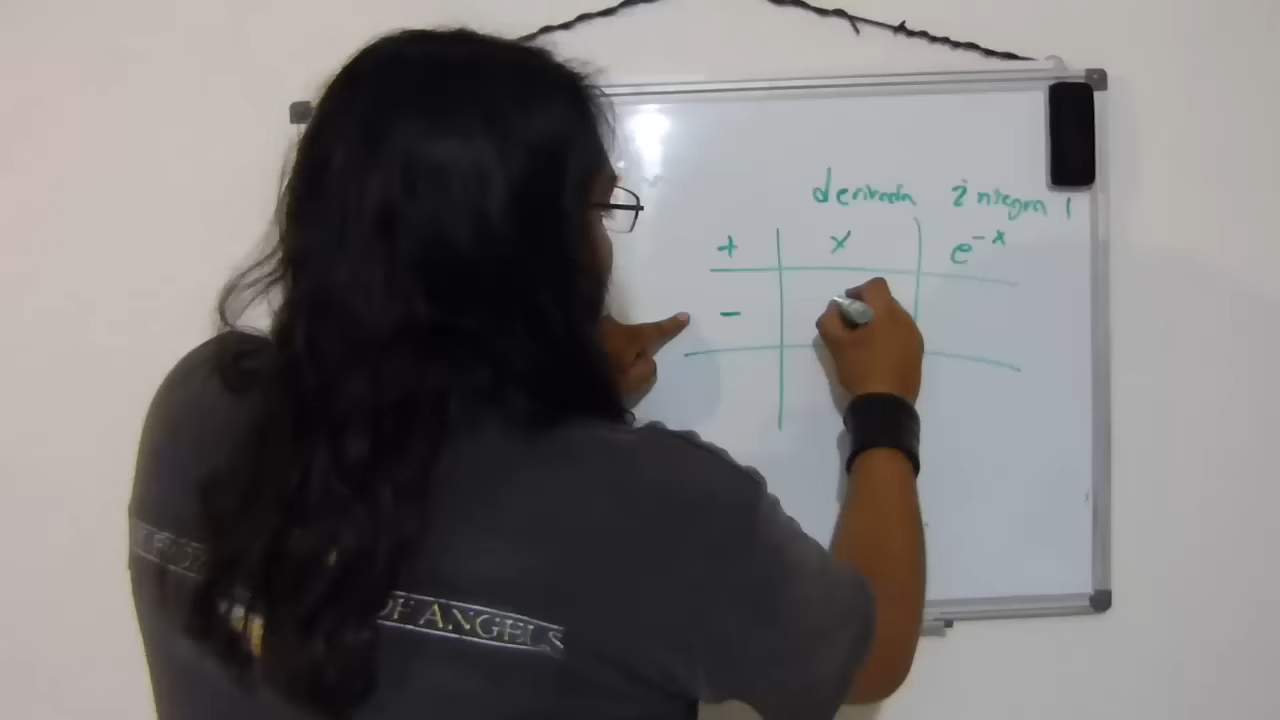 derivada integral
+ x e^-x
-
OF ANGELS